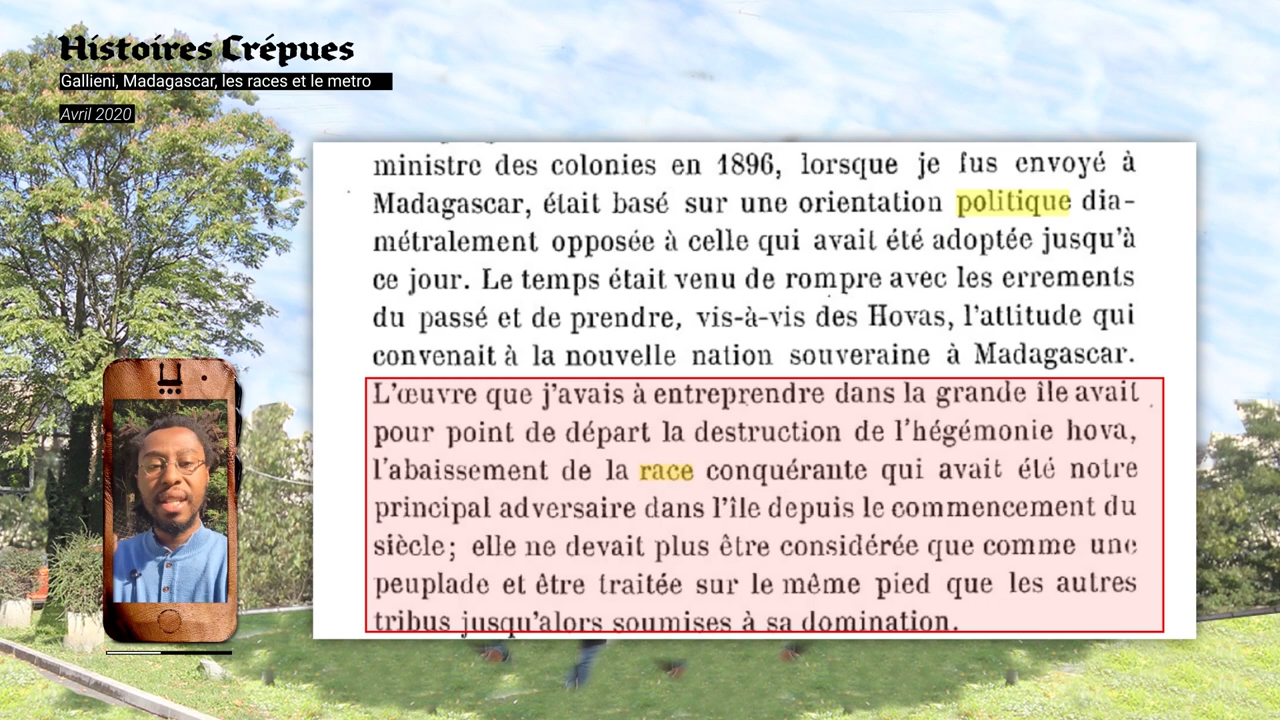 Histoires Crépues
Gallieni, Madagascar, les races et le metro
Avril 2020
ministre des colonies en 1896, lorsque je fus envoyé à
Madagascar, était basé sur une orientation politique dia-
métralement opposée à celle qui avait été adoptée jusqu'à
ce jour. Le temps était venu de rompre avec les errements
du passé et de prendre, vis-à-vis des Hovas, l'attitude qui
convenait à la nouvelle nation souveraine à Madagascar.
L'œuvre que j'avais à entreprendre dans la grande île avait
pour point de départ la destruction de l'hégémonie hova,
l'abaissement de la race conquérante qui avait été notre
principal adversaire dans l'île depuis le commencement du
siècle; elle ne devait plus être considérée que comme une
peuplade et être traitée sur le même pied que les autres
tribus jusqu'alors soumises à sa domination.